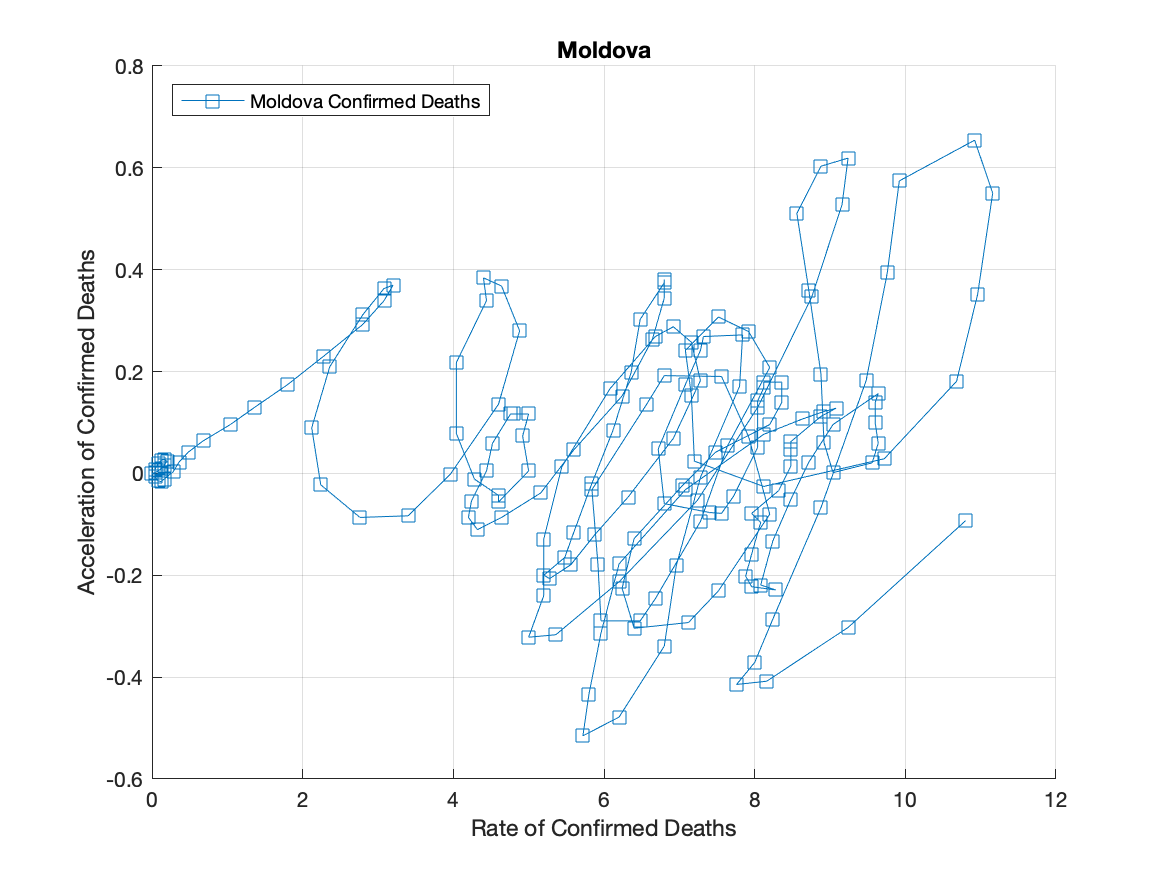 Moldova
Moldova Confirmed Deaths
0.8
0.6
0.4
0.2
0
-0.2
-0.4
-0.6
Acceleration of Confirmed Deaths
0 2 4 6 8 10 12
Rate of Confirmed Deaths